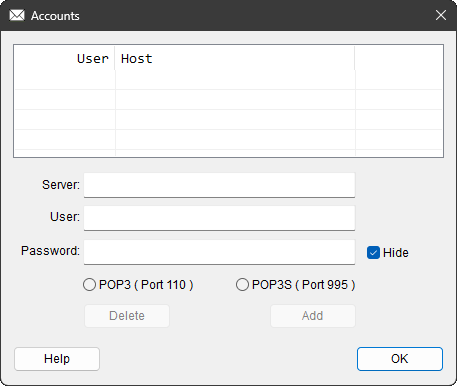 Accounts
User Host
Server:
User:
Password:
Hide
POP3 ( Port 110 ) POP3S ( Port 995 )
Delete Add
Help OK